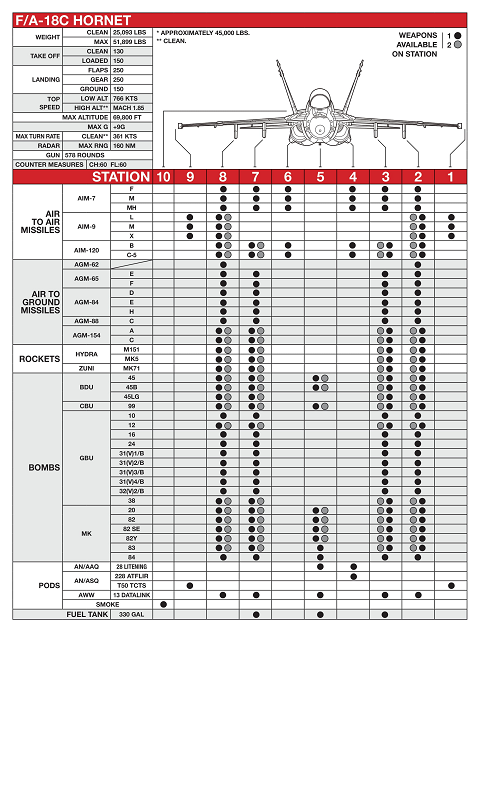 F/A-18C HORNET
WEIGHT CLEAN 25,093 LBS
MAX 51,899 LBS
TAKE OFF CLEAN 130
LOADED 150
LANDING FLAPS 250
GEAR 250
GROUND 150
TOP SPEED LOW ALT 766 KTS
HIGH ALT** MACH 1.85
MAX ALTITUDE 69,800 FT
MAX G +9G
MAX TURN RATE CLEAN** 361 KTS
RADAR MAX RNG 160 NM
GUN 578 ROUNDS
COUNTER MEASURES CH:60 FL:60
* APPROXIMATELY 45,000 LBS.
** CLEAN.
WEAPONS AVAILABLE ON STATION 1 2
STATION 10 9 8 7 6 5 4 3 2 1
AIR TO AIR MISSILES
AIM-7 F
M
MH
AIM-9 L
M
X
AIM-120 B
C-5
AIR TO GROUND MISSILES
AGM-62
AGM-65 E
F
AGM-84 D
E
H
AGM-88 C
AGM-154 A
C
ROCKETS
HYDRA M151
MK5
ZUNI MK71
BOMBS
BDU 45
45B
45LG
CBU 99
GBU 10
12
16
24
31(V)1/B
31(V)2/B
31(V)3/B
31(V)4/B
32(V)2/B
38
MK 20
82
82 SE
82Y
83
84
PODS
AN/AAQ 28 LITENING
AN/ASQ 228 ATFLIR
T50 TCTS
AWW 13 DATALINK
SMOKE
FUEL TANK 330 GAL